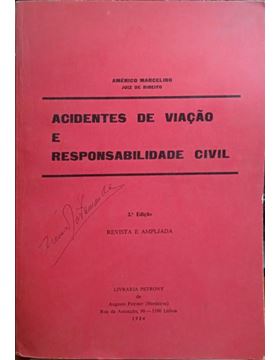 AMÉRICO MARCELINO
JUIZ DE DIREITO
ACIDENTES DE VIAÇÃO
E
RESPONSABILIDADE CIVIL
2.ª Edição
REVISTA E AMPLIADA
LIVRARIA PETRONY
de
Augusto Petrony (Herdeiros)
Rua da Assunção, 90 — 1100 Lisboa
1984